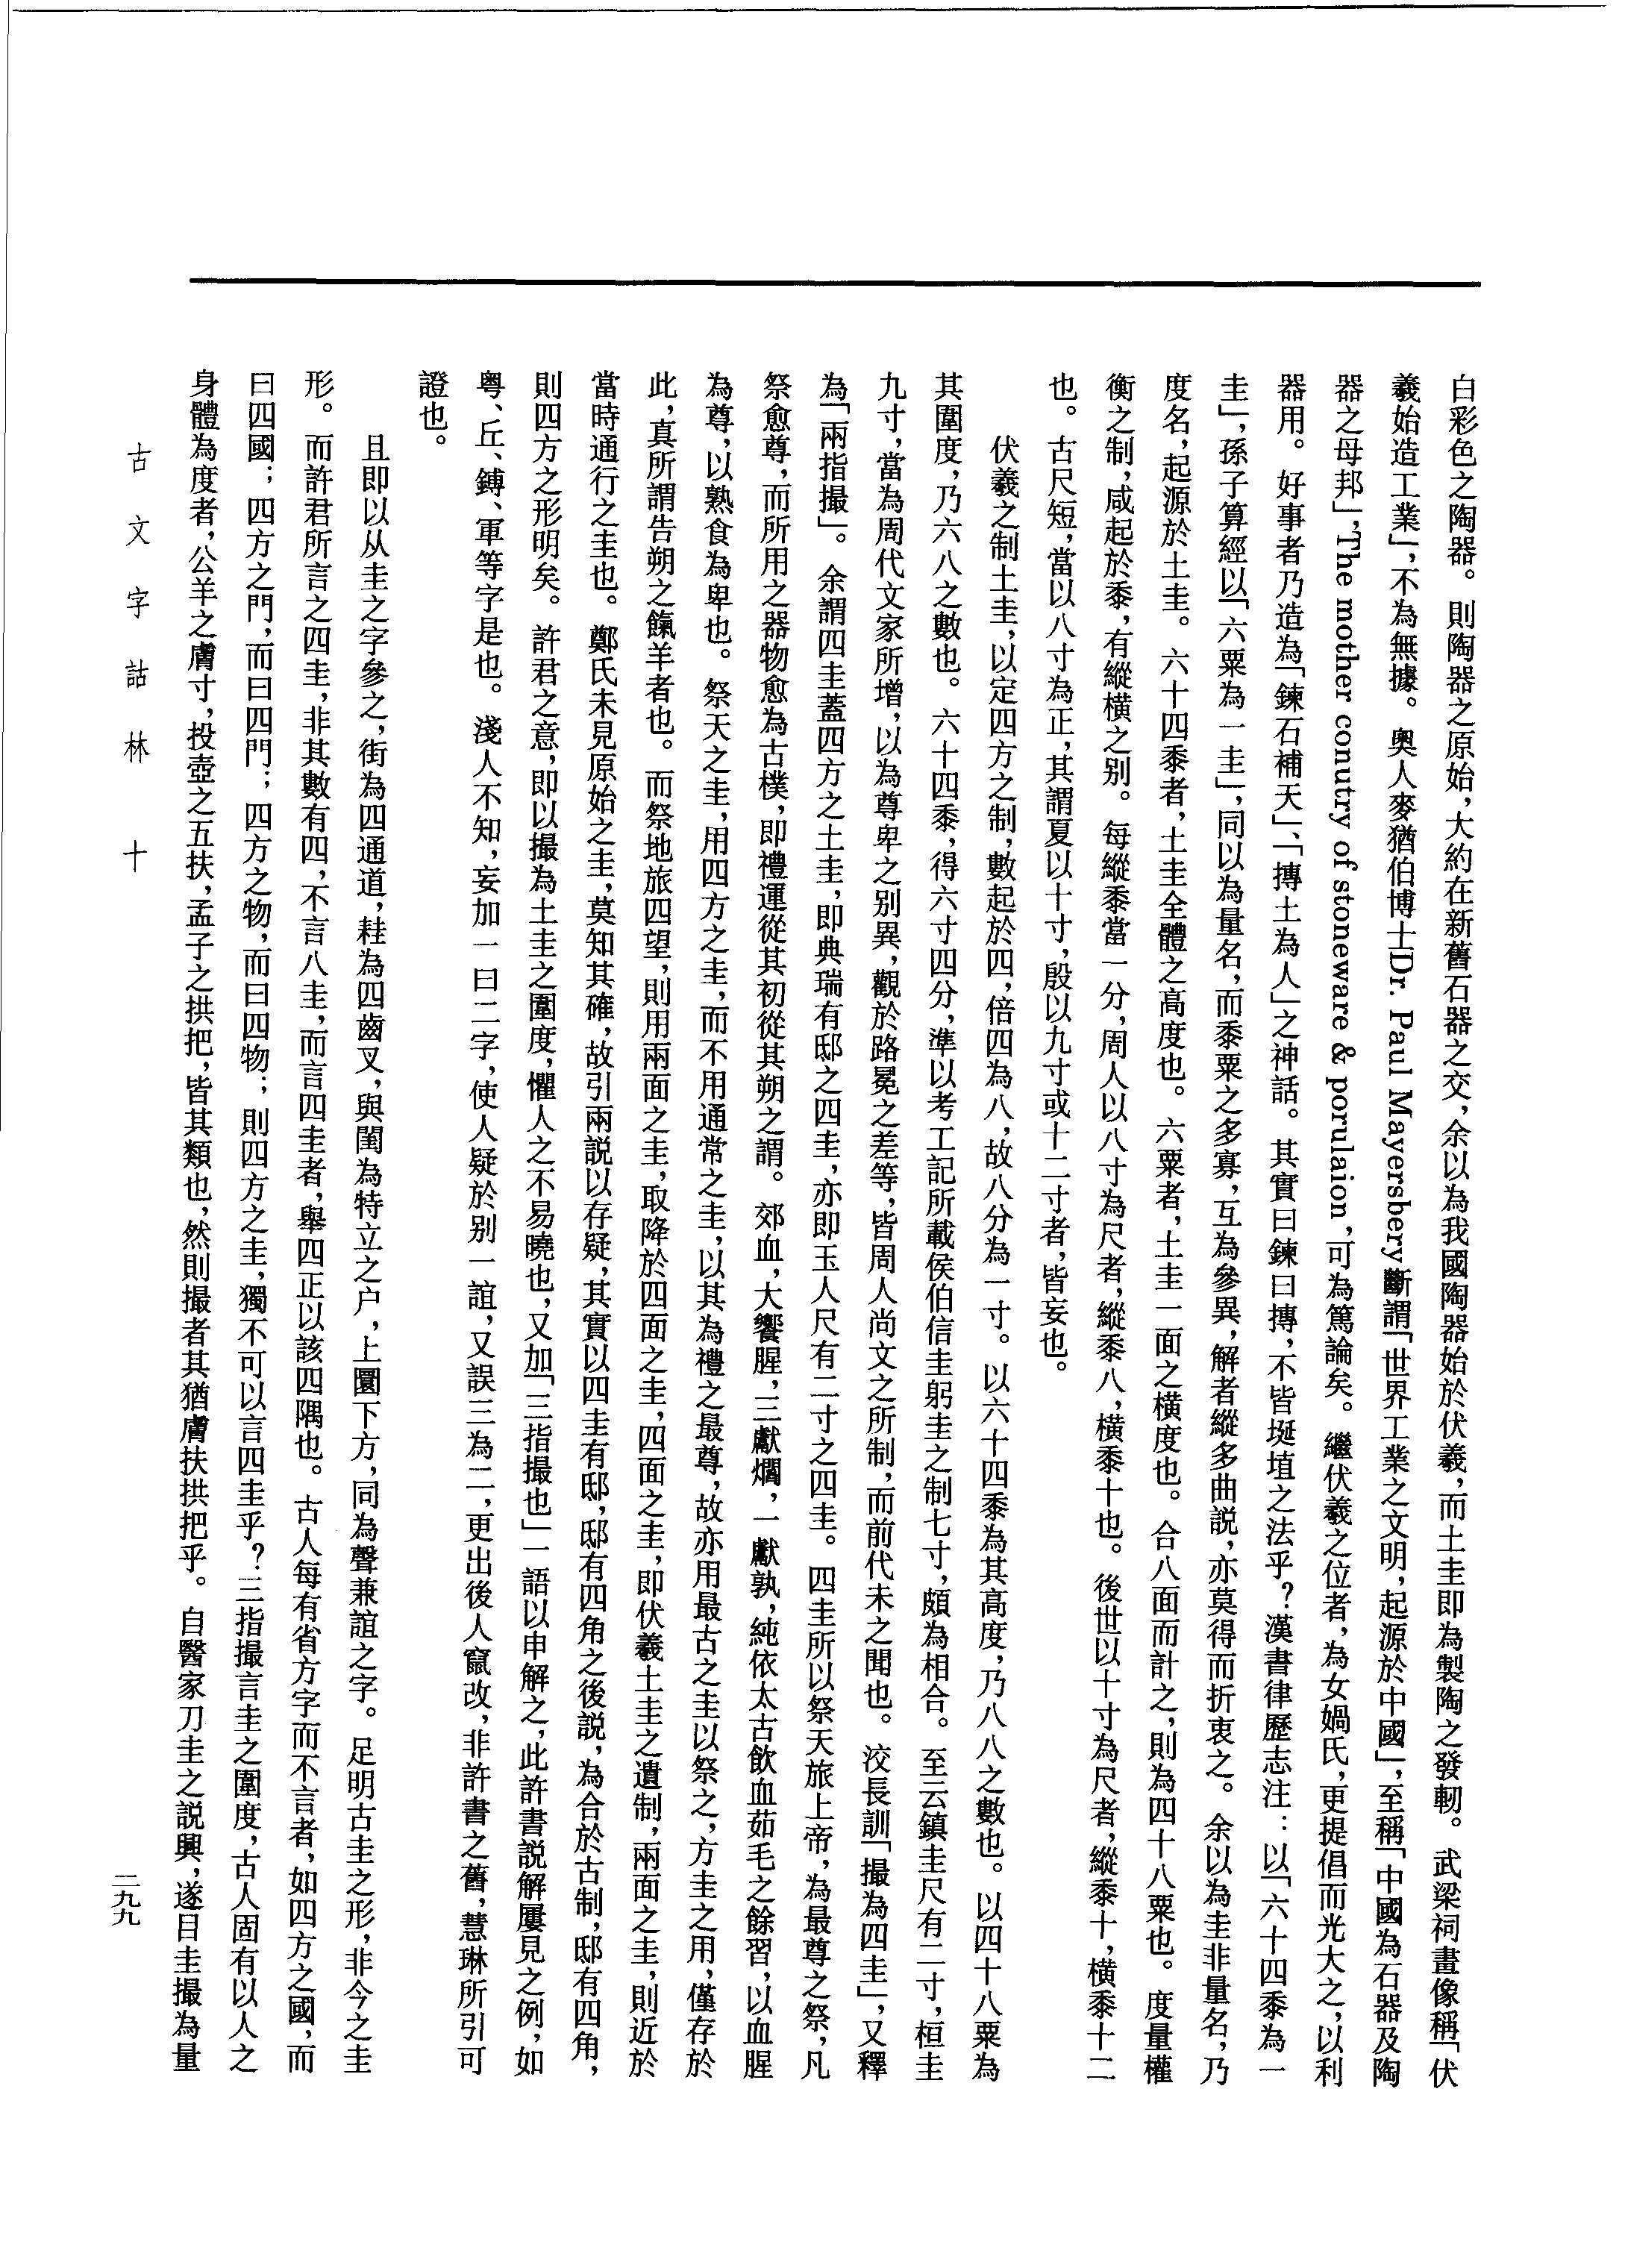 白彩色之陶器。則陶器之原始，大約在新舊石器之交，余以為我國陶器始於伏羲，而土圭即為製陶之發軔。武梁祠畫像稱「伏
羲始造工業」，不為無據。奧人麥猶伯博士Dr. Paul Mayersbery斷謂「世界工業之文明，起源於中國」，至稱「中國為石器及陶
器之母邦」，The mother conutry of stoneware & porulaion，可為篤論矣。繼伏羲之位者，為女媧氏，更提倡而光大之，以利
器用。好事者乃造為「鍊石補天」、「摶土為人」之神話。其實曰鍊曰摶，不皆埏埴之法乎？漢書律歷志注：以「六十四黍為一
圭」，孫子算經以「六粟為一圭」，同以為量名，而黍粟之多寡，互為參異，解者縱多曲説，亦莫得而折衷之。余以為圭非量名，乃
度名，起源於土圭。六十四黍者，土圭全體之高度也。六粟者，土圭一面之橫度也。合八面而計之，則為四十八粟也。度量權
衡之制，咸起於黍，有縱橫之别。每縱黍當一分，周人以八寸為尺者，縱黍八，橫黍十也。後世以十寸為尺者，縱黍十，橫黍十二
也。古尺短，當以八寸為正，其謂夏以十寸，殷以九寸或十二寸者，皆妄也。
伏羲之制土圭，以定四方之制，數起於四，倍四為八，故八分為一寸。以六十四黍為其高度，乃八八之數也。以四十八粟為
其圍度，乃六八之數也。六十四黍，得六寸四分，準以考工記所載侯伯信圭躬圭之制七寸，頗為相合。至云鎮圭尺有二寸，桓圭
九寸，當為周代文家所增，以為尊卑之别異，觀於路冕之差等，皆周人尚文之所制，而前代未之聞也。洨長訓「撮為四圭」，又釋
為「兩指撮」。余謂四圭蓋四方之土圭，即典瑞有邸之四圭，亦即玉人尺有二寸之四圭。四圭所以祭天旅上帝，為最尊之祭，凡
祭愈尊，而所用之器物愈為古樸，即禮運從其初從其朔之謂。郊血，大饗腥，三獻爓，一獻孰，純依太古飲血茹毛之餘習，以血腥
為尊，以熟食為卑也。祭天之圭，用四方之圭，而不用通常之圭，以其為禮之最尊，故亦用最古之圭以祭之，方圭之用，僅存於
此，真所謂告朔之餼羊者也。而祭地旅四望，則用兩面之圭，取降於四面之圭，四面之圭，即伏羲土圭之遺制，兩面之圭，則近於
當時通行之圭也。鄭氏未見原始之圭，莫知其確，故引兩説以存疑，其實以四圭有邸，邸有四角之後説，為合於古制，邸有四角，
則四方之形明矣。許君之意，即以撮為土圭之圍度，懼人之不易曉也，又加「三指撮也」一語以申解之，此許書説解屢見之例，如
粤、丘、鎛、軍等字是也。淺人不知，妄加一曰二字，使人疑於别一誼，又誤三為二，更出後人竄改，非許書之舊，慧琳所引可
證也。
且即以从圭之字參之，街為四通道，鞋為四齒叉，與閨為特立之户，上圜下方，同為聲兼誼之字。足明古圭之形，非今之圭
形。而許君所言之四圭，非其數有四，不言八圭，而言四圭者，舉四正以該四隅也。古人每有省方字而不言者，如四方之國，而
曰四國；四方之門，而曰四門；四方之物，而曰四物；則四方之圭，獨不可以言四圭乎？三指撮言圭之圍度，古人固有以人之
身體為度者，公羊之膚寸，投壺之五扶，孟子之拱把，皆其類也，然則撮者其猶膚扶拱把乎。自醫家刀圭之説興，遂目圭撮為量
古文字詁林 十
二九九